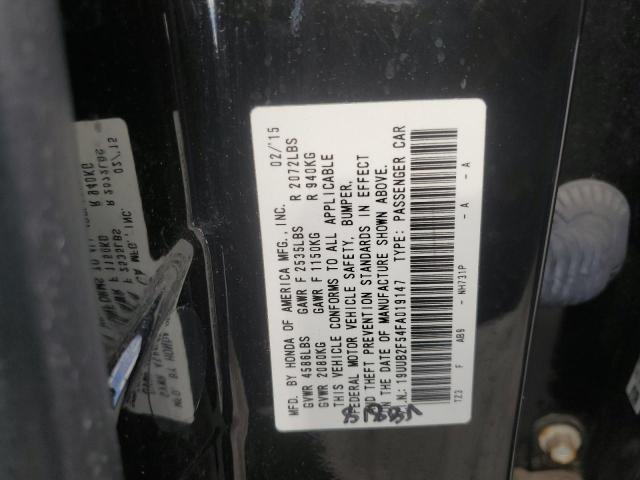 MFD. BY HONDA OF AMERICA MFG., INC. 02/'15
GVWR 4586LBS GAWR F 2535LBS R 2072LBS
GVWR 2080KG GAWR F 1150KG R 940KG
THIS VEHICLE CONFORMS TO ALL APPLICABLE
FEDERAL MOTOR VEHICLE SAFETY, BUMPER,
AND THEFT PREVENTION STANDARDS IN EFFECT
ON THE DATE OF MANUFACTURE SHOWN ABOVE.
V.I.N.: 19UUB2F54FA019147 TYPE: PASSENGER CAR
TZ3 F AB9 - NH731P - A - A